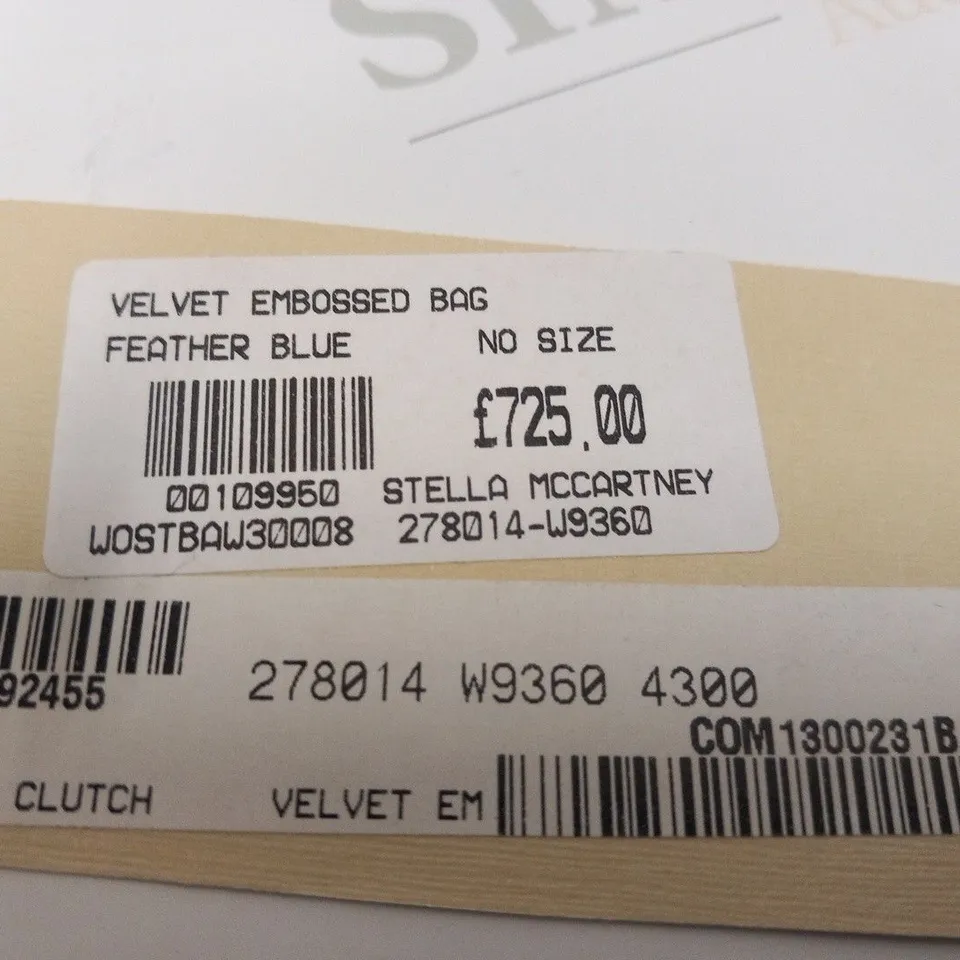 VELVET EMBOSSED BAG
FEATHER BLUE NO SIZE
£725.00
00109950 STELLA MCCARTNEY
WOSTBAW30008 278014-W9360
92455
278014 W9360 4300
COM1300231B
CLUTCH VELVET EM